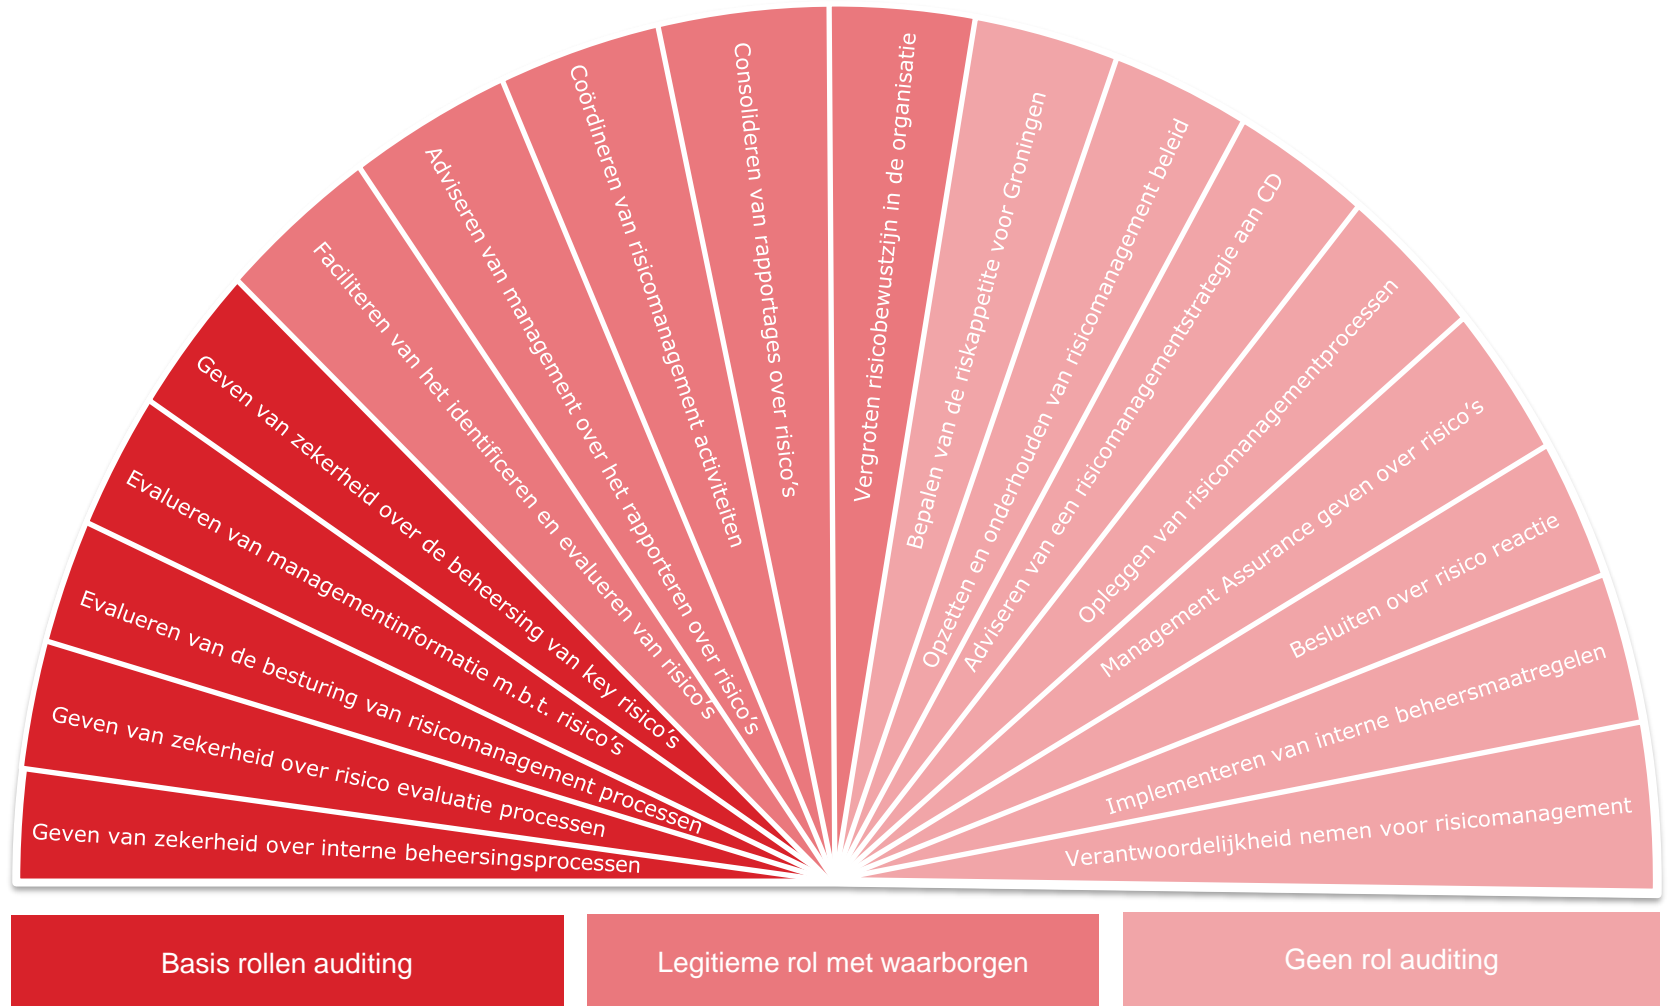 Geven van zekerheid over interne beheersingsprocessen
Geven van zekerheid over risico evaluatie processen
Evalueren van de besturing van risicomanagement processen
Evalueren van managementinformatie m.b.t. risico's
Geven van zekerheid over de beheersing van key risico's
Faciliteren van het identificeren en evalueren van risico's
Adviseren van management over het rapporteren over risico's
Coördineren van risicomanagement activiteiten
Consolideren van rapportages over risico's
Vergroten risicobewustzijn in de organisatie
Bepalen van de riskappetite voor Groningen
Opzetten en onderhouden van risicomanagement beleid
Adviseren van een risicomanagementstrategie aan CD
Opleggen van risicomanagementprocessen
Management Assurance geven over risico's
Besluiten over risico reactie
Implementeren van interne beheersmaatregelen
Verantwoordelijkheid nemen voor risicomanagement
Basis rollen auditing
Legitieme rol met waarborgen
Geen rol auditing